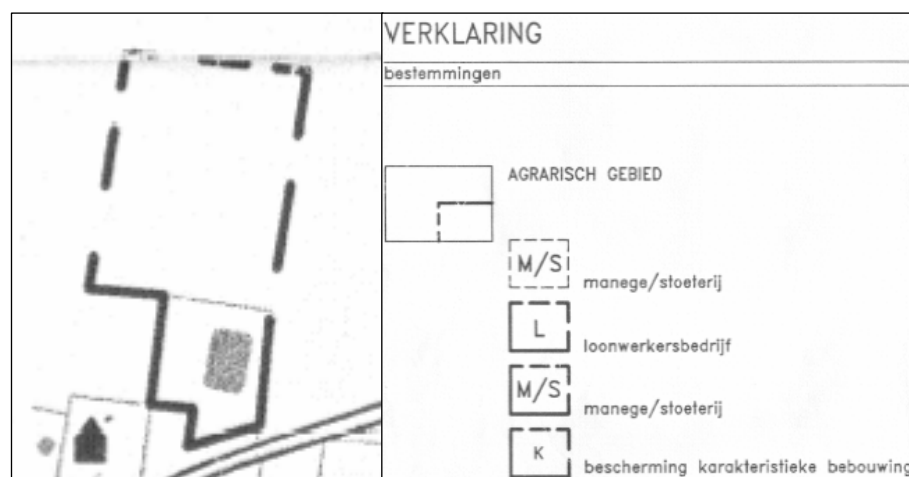 VERKLARING
bestemmingen
AGRARISCH GEBIED
M/S
manege/stoeterij
L
loonwerkersbedrijf
M/S
manege/stoeterij
K
bescherming karakteristieke bebouwing